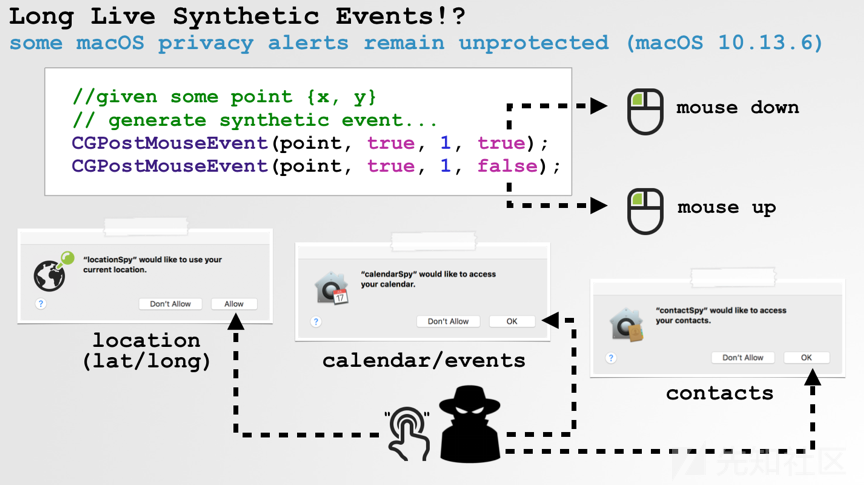 Long Live Synthetic Events!?
some macOS privacy alerts remain unprotected (macOS 10.13.6)
//given some point {x, y}
// generate synthetic event...
CGPostMouseEvent(point, true, 1, true);
CGPostMouseEvent(point, true, 1, false);
mouse down
mouse up
“locationSpy” would like to use your
current location.
?
Don't Allow
Allow
location
(lat/long)
“calendarSpy” would like to access
your calendar.
17
?
Don't Allow
OK
calendar/events
“contactSpy” would like to access
your contacts.
?
Don't Allow
OK
contacts
" "
先知社区